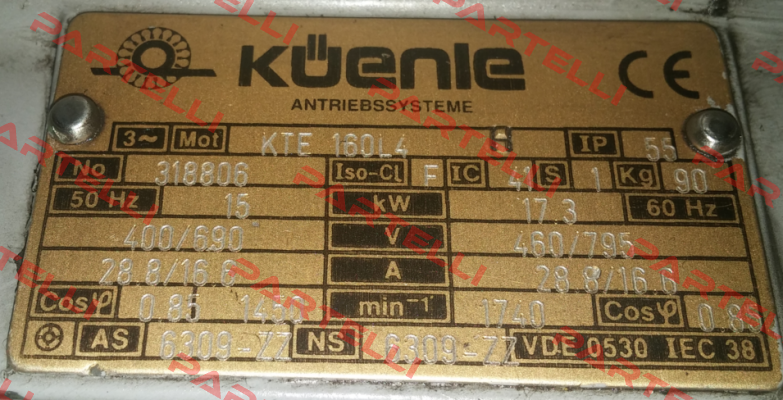 KÜENLE CE
ANTRIEBSSYSTEME
3~ Mot KTE 160L4 B IP 55
No 318806 Iso-Cl F IC 41 S 1 Kg 90
50 Hz 15 kW 17.3 60 Hz
400/690 V 460/795
28.8/16.6 A 28.8/16.6
Cosφ 0.85 min⁻¹ 1740 Cosφ 0.85
AS 6309-ZZ NS 6309-ZZ VDE 0530 IEC 38
PARTELLI